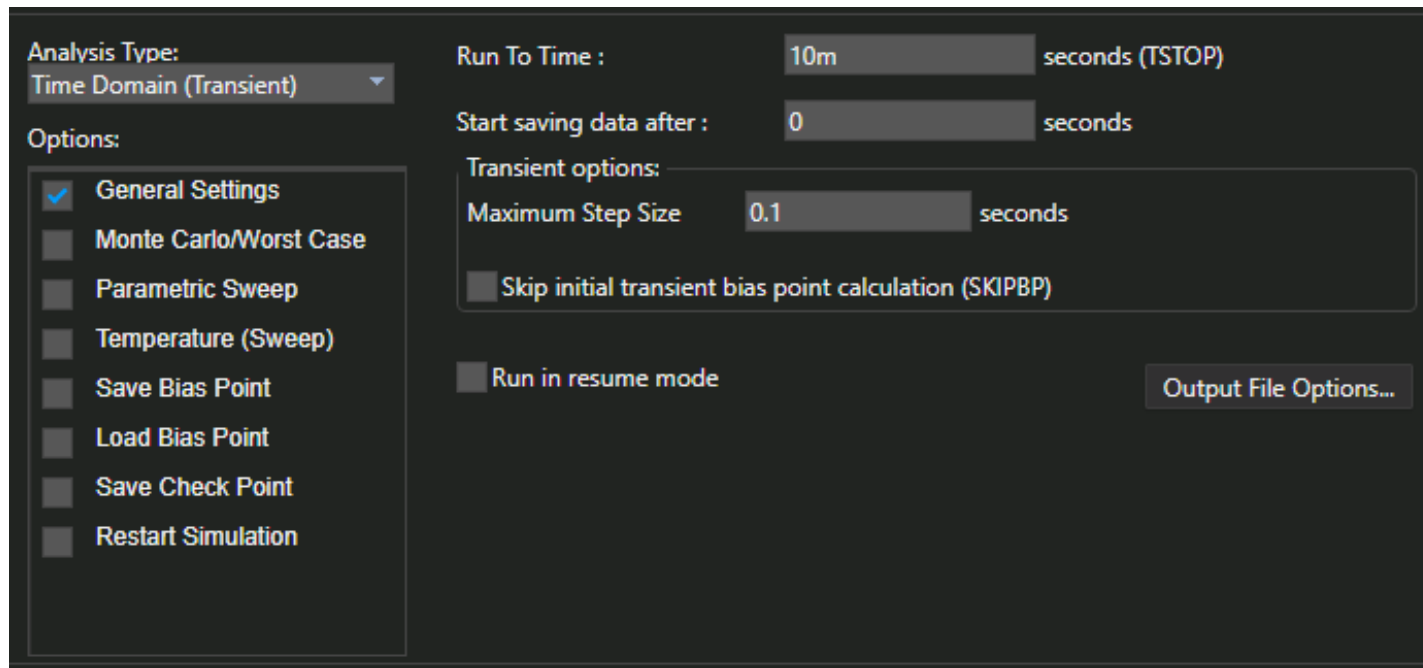 Analysis Type:
Time Domain (Transient)
Options:
General Settings
Monte Carlo/Worst Case
Parametric Sweep
Temperature (Sweep)
Save Bias Point
Load Bias Point
Save Check Point
Restart Simulation
Run To Time : 10m seconds (TSTOP)
Start saving data after : 0 seconds
Transient options:
Maximum Step Size 0.1 seconds
Skip initial transient bias point calculation (SKIPBP)
Run in resume mode
Output File Options...